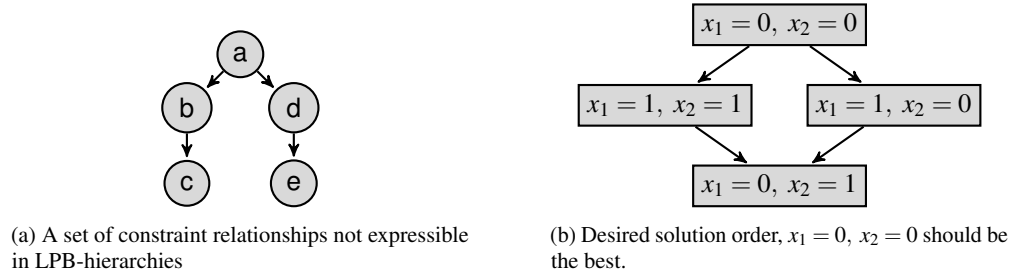 a
b d
c e
(a) A set of constraint relationships not expressible
in LPB-hierarchies
x₁ = 0, x₂ = 0
x₁ = 1, x₂ = 1 x₁ = 1, x₂ = 0
x₁ = 0, x₂ = 1
(b) Desired solution order, x₁ = 0, x₂ = 0 should be
the best.